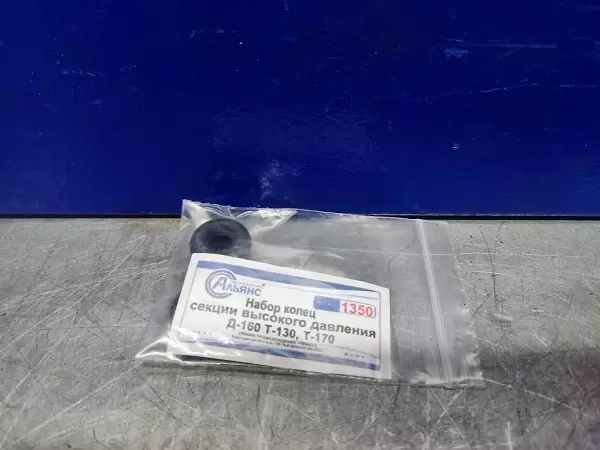 Альянс
1350
Набор колец
секции высокого давления
Д-160 Т-130, Т-170